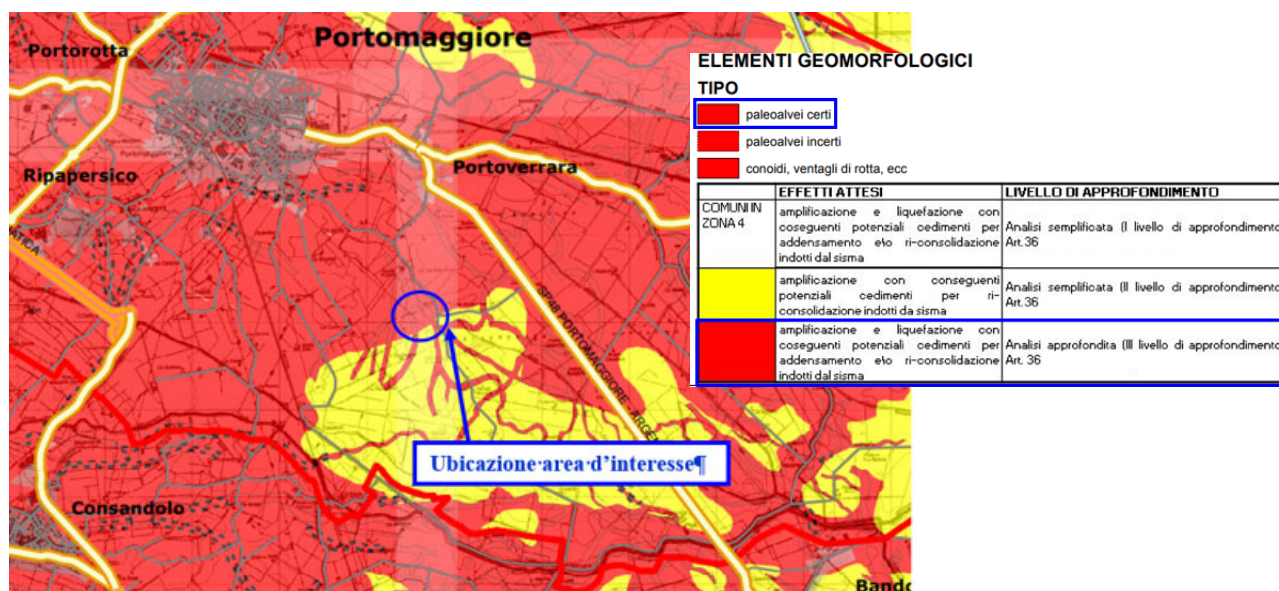 Portomaggiore
Portorotta
Ripapersico
Portoverrara
SP48 PORTOMAGGIORE - ARGEN
Ubicazione·area·d'interesse¶
Consandolo
Bando
ELEMENTI GEOMORFOLOGICI
TIPO
paleoalvei certi
paleoalvei incerti
conoidi, ventagli di rotta, ecc
EFFETTI ATTESI
LIVELLO DI APPROFONDIMENTO
COMUNI IN
ZONA 4
amplificazione e liquefazione con
coseguenti potenziali cedimenti per
addensamento e\o ri-consolidazione
indotti dal sisma
Analisi semplificata (I livello di approfondimento
Art.36
amplificazione con conseguenti
potenziali cedimenti per ri-
consolidazione indotti da sisma
Analisi semplificata (II livello di approfondimento
Art.36
amplificazione e liquefazione con
coseguenti potenziali cedimenti per
addensamento e\o ri-consolidazione
indotti dal sisma
Analisi approfondita (III livello di approfondimento
Art. 36